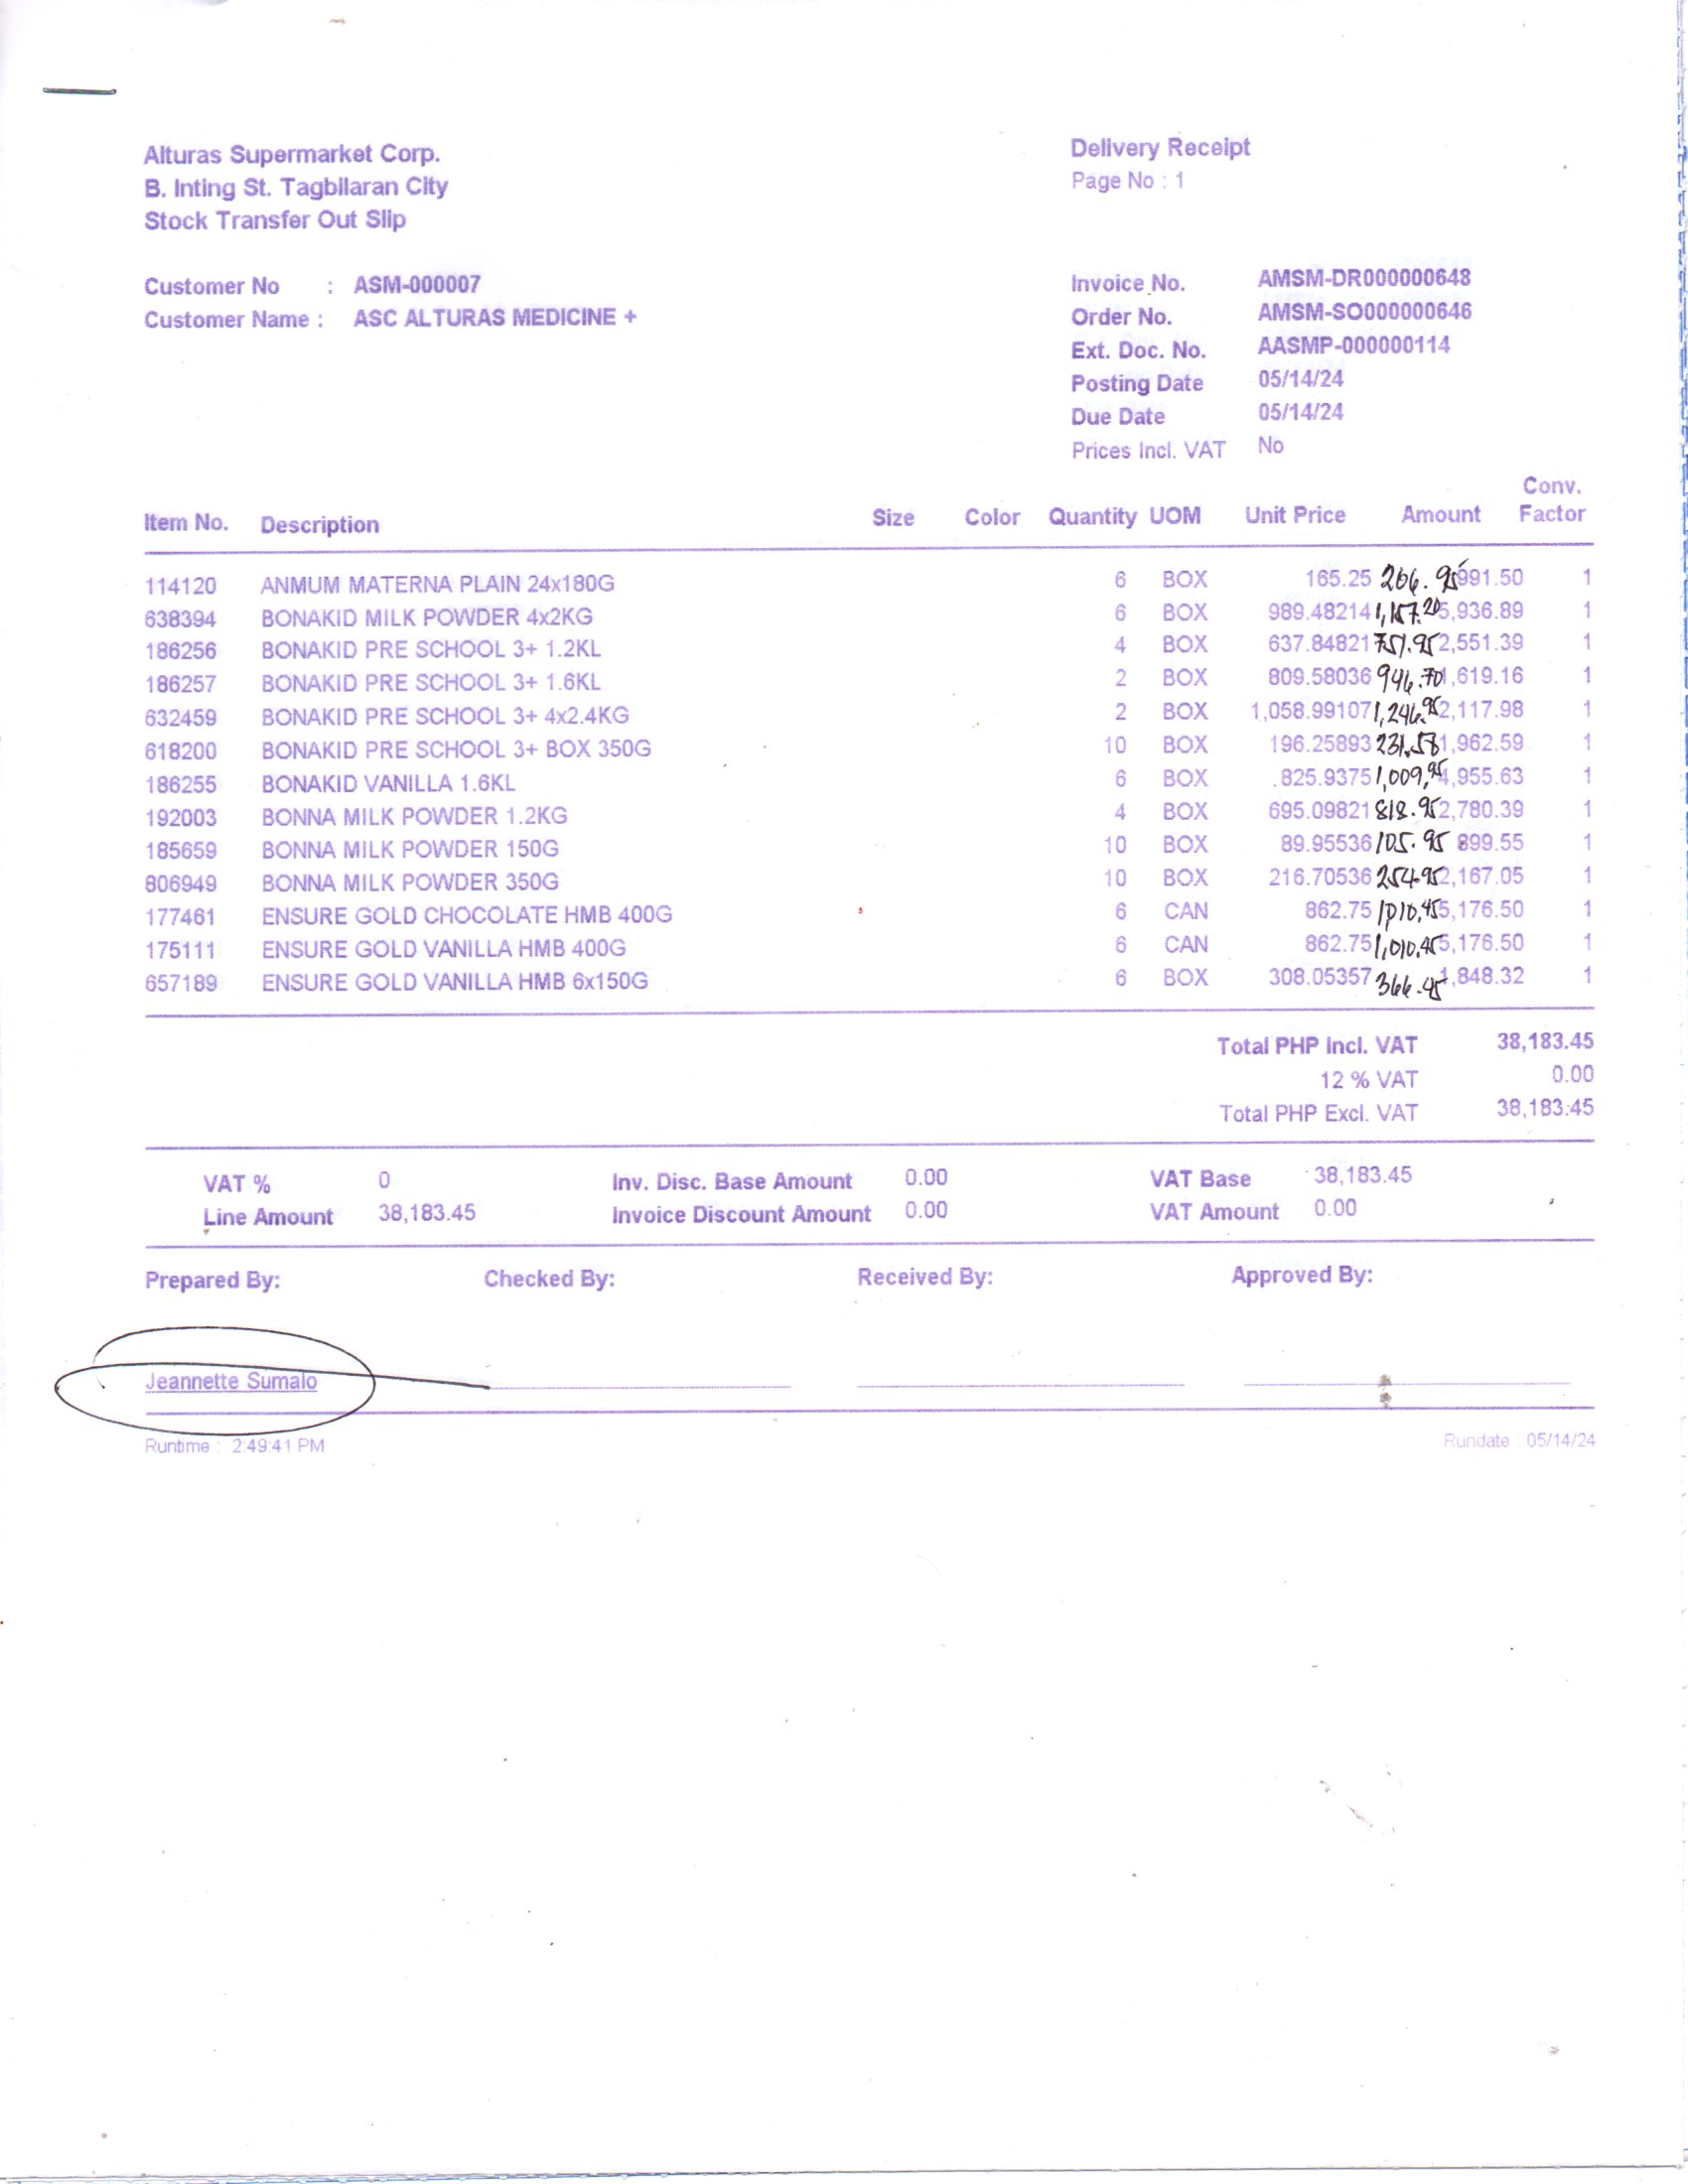 Alturas Supermarket Corp.
B. Inting St. Tagbilaran City
Stock Transfer Out Slip
Delivery Receipt
Page No : 1
Customer No : ASM-000007
Customer Name : ASC ALTURAS MEDICINE +
Invoice No. AMSM-DR000000648
Order No. AMSM-SO000000646
Ext. Doc. No. AASMP-000000114
Posting Date 05/14/24
Due Date 05/14/24
Prices Incl. VAT No
Item No. Description Size Color Quantity UOM Unit Price Amount Conv. Factor
114120 ANMUM MATERNA PLAIN 24x180G 6 BOX 165.25 206.95 991.50 1
638394 BONAKID MILK POWDER 4x2KG 6 BOX 989.48214 1,157.20 5,936.89 1
186256 BONAKID PRE SCHOOL 3+ 1.2KL 4 BOX 637.84821 751.95 2,551.39 1
186257 BONAKID PRE SCHOOL 3+ 1.6KL 2 BOX 809.58036 946.70 1,619.16 1
632459 BONAKID PRE SCHOOL 3+ 4x2.4KG 2 BOX 1,058.99107 1,246.95 2,117.98 1
618200 BONAKID PRE SCHOOL 3+ BOX 350G 10 BOX 196.25893 231.5 1,962.59 1
186255 BONAKID VANILLA 1.6KL 6 BOX 825.9375 1,009.95 4,955.63 1
192003 BONNA MILK POWDER 1.2KG 4 BOX 695.09821 818.95 2,780.39 1
185659 BONNA MILK POWDER 150G 10 BOX 89.95536 105.95 899.55 1
806949 BONNA MILK POWDER 350G 10 BOX 216.70536 254.95 2,167.05 1
177461 ENSURE GOLD CHOCOLATE HMB 400G 6 CAN 862.75 1,010.45 5,176.50 1
175111 ENSURE GOLD VANILLA HMB 400G 6 CAN 862.75 1,010.45 5,176.50 1
657189 ENSURE GOLD VANILLA HMB 6x150G 6 BOX 308.05357 366.95 1,848.32 1
Total PHP Incl. VAT 38,183.45
12 % VAT 0.00
Total PHP Excl. VAT 38,183.45
VAT % 0 Inv. Disc. Base Amount 0.00 VAT Base 38,183.45
Line Amount 38,183.45 Invoice Discount Amount 0.00 VAT Amount 0.00
Prepared By: Checked By: Received By: Approved By:
Jeannette Sumalo
Runtime : 2:49:41 PM Rundate : 05/14/24